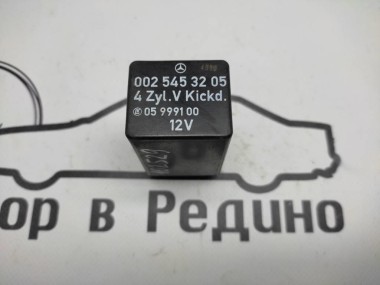 002 545 32 05
4 Zyl.V Kickd.
® 05 9991 00
12V
ор в Редино